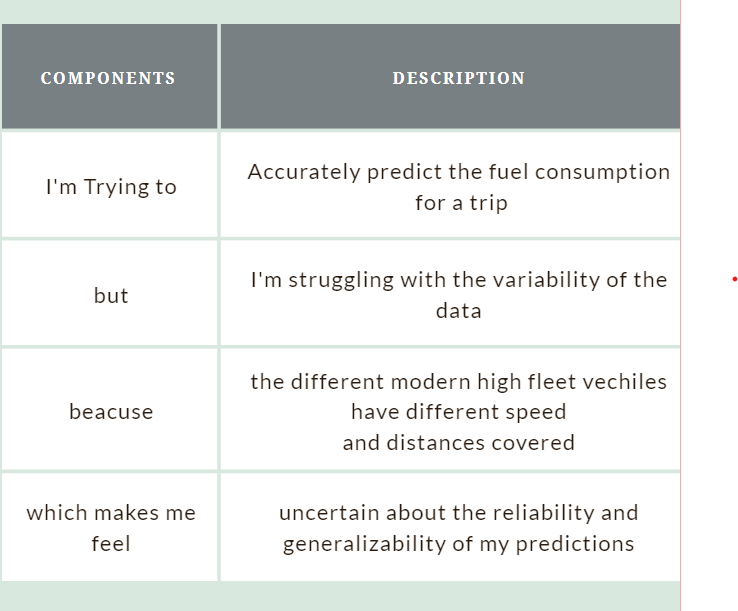 COMPONENTS
DESCRIPTION
I'm Trying to
Accurately predict the fuel consumption
for a trip
but
I'm struggling with the variability of the
data
beacuse
the different modern high fleet vechiles
have different speed
and distances covered
which makes me
feel
uncertain about the reliability and
generalizability of my predictions